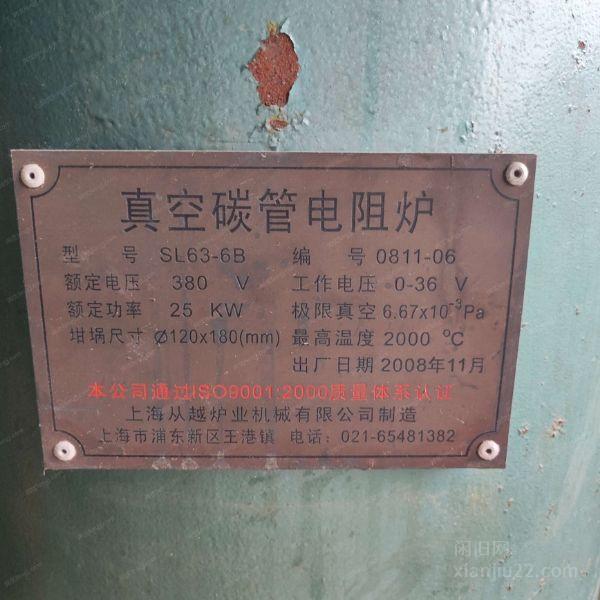 真空碳管电阻炉
型 号 SL63-6B 编 号 0811-06
额定电压 380 V 工作电压 0-36 V
额定功率 25 KW 极限真空 6.67x10⁻³Pa
坩埚尺寸 Ø120x180(mm) 最高温度 2000 ℃
出厂日期 2008年11月
本公司通过ISO9001:2000质量体系认证
上海从越炉业机械有限公司制造
上海市浦东新区王港镇 电话: 021-65481382
闲旧网
xianjiu22.com